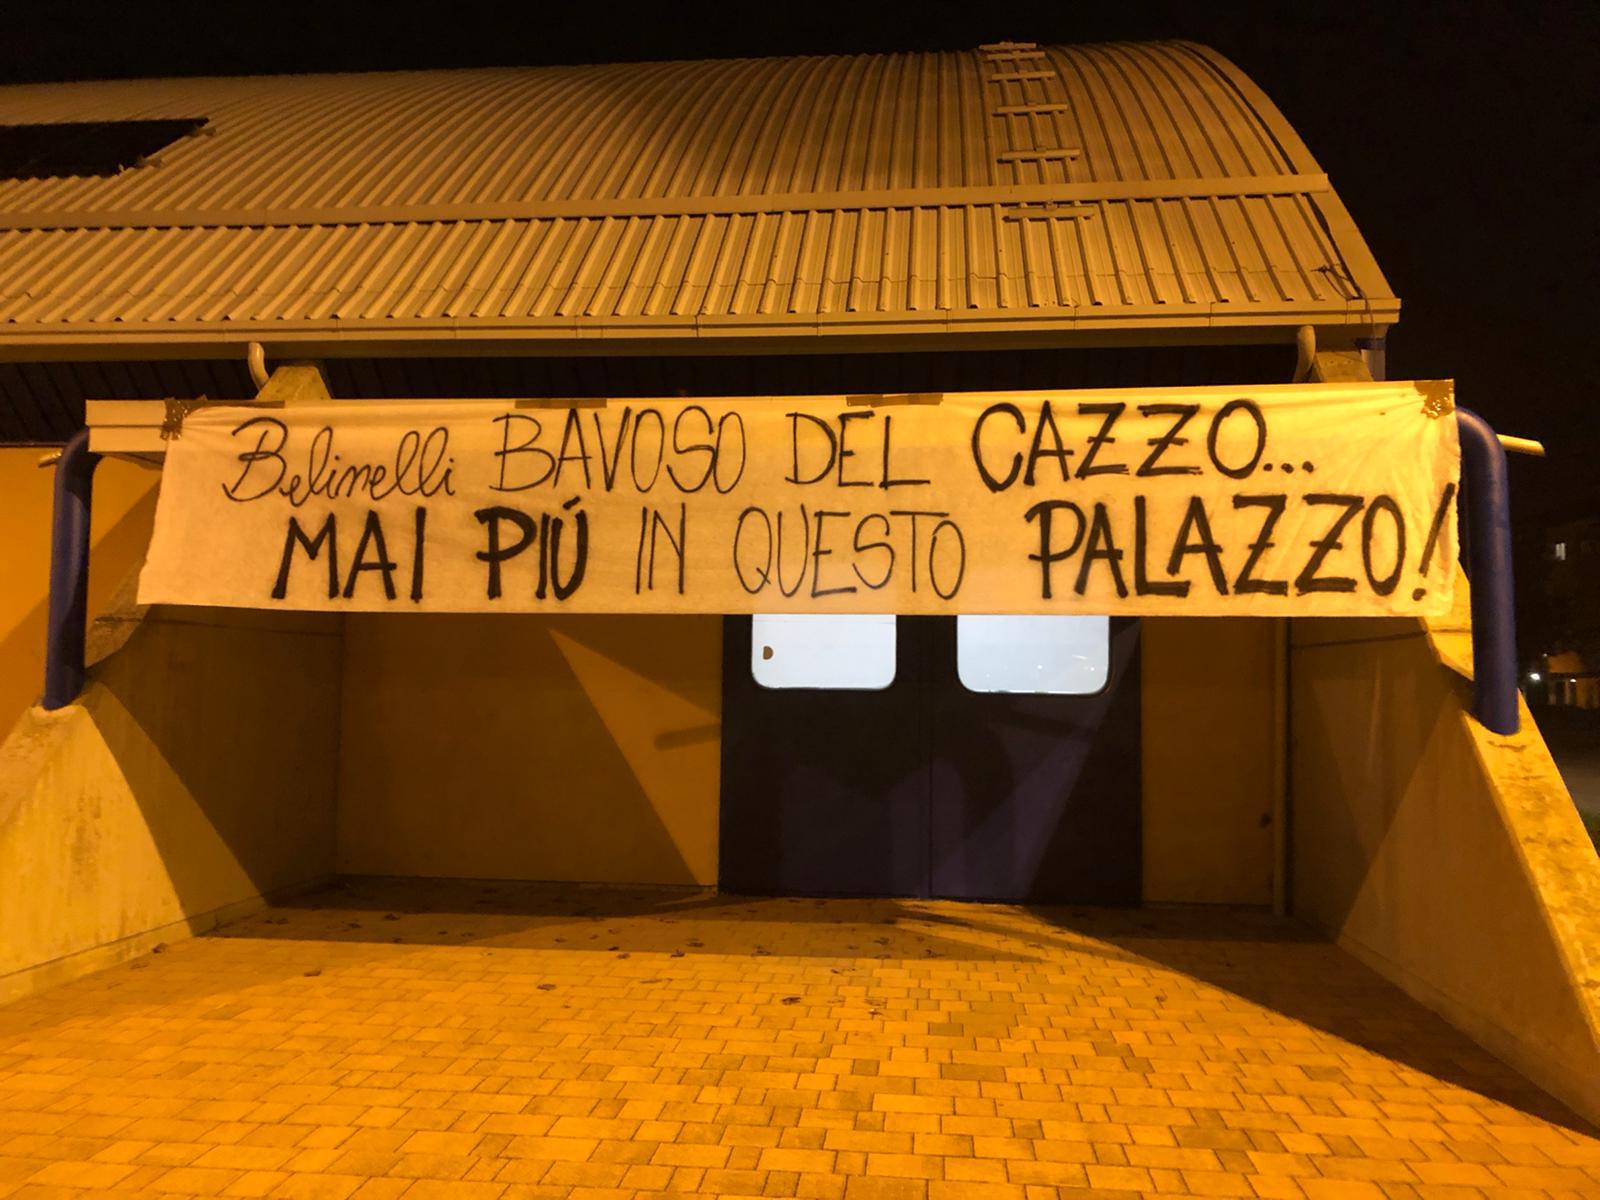 Belinelli BAVOSO DEL CAZZO...
MAI PIÚ IN QUESTO PALAZZO!